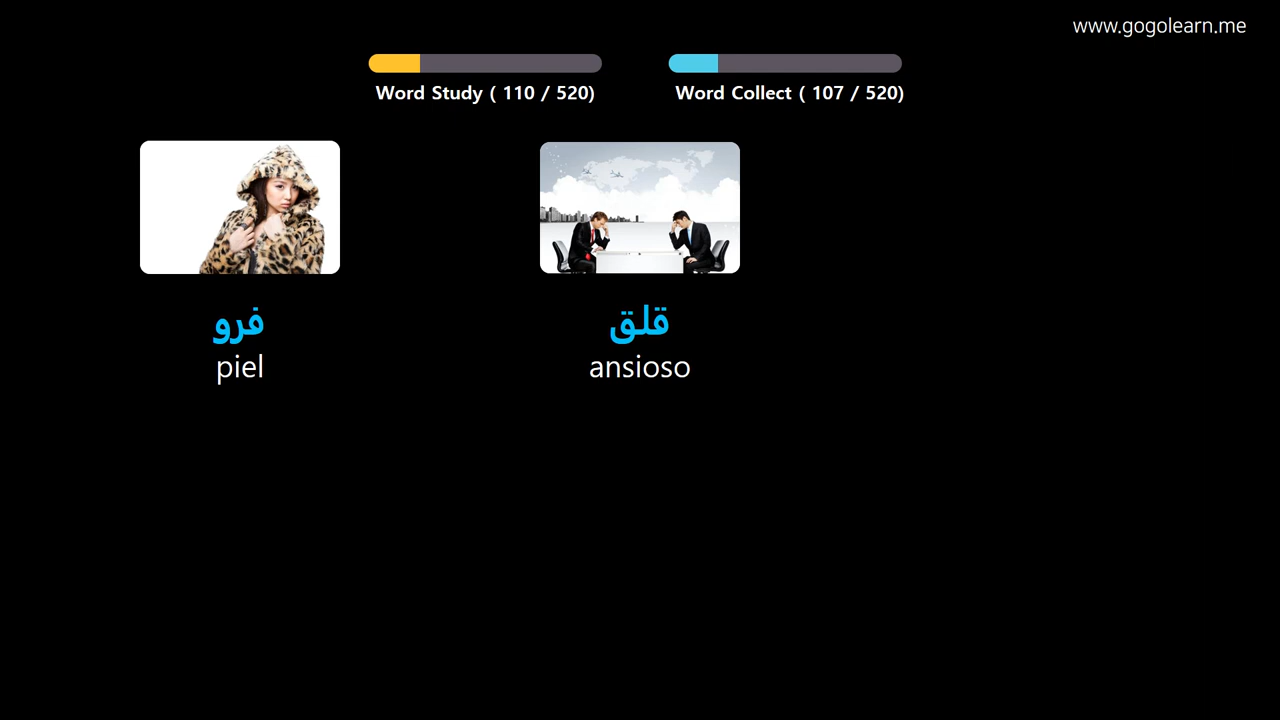 www.gogolearn.me
Word Study ( 110 / 520)
Word Collect ( 107 / 520)
فرو
piel
قلق
ansioso